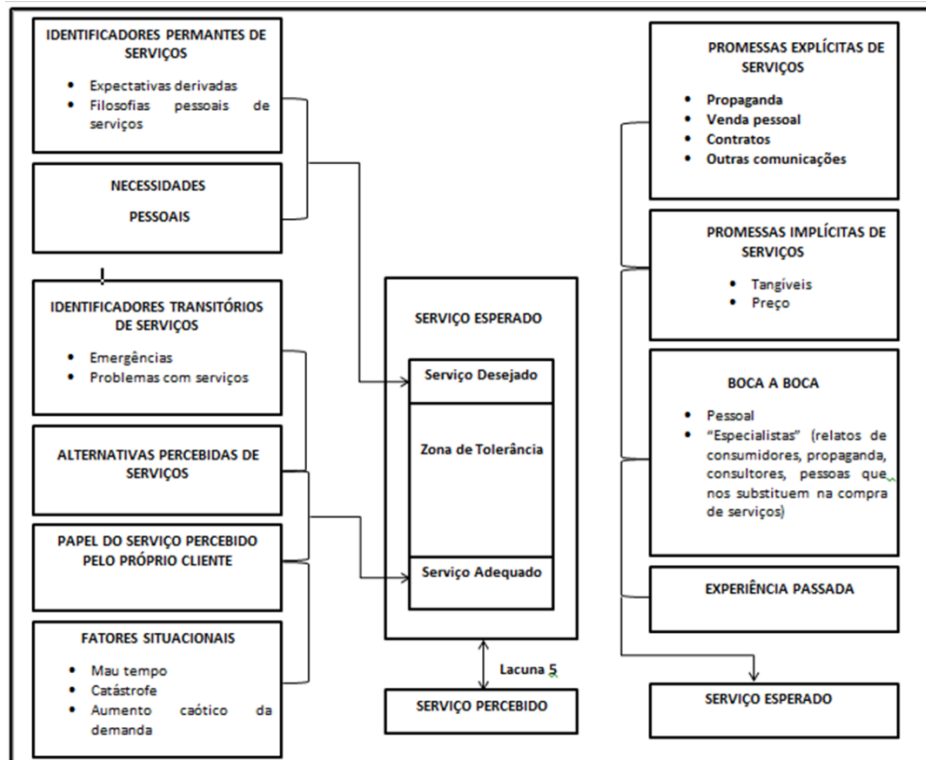 IDENTIFICADORES PERMANTES DE
SERVIÇOS
• Expectativas derivadas
• Filosofias pessoais de
serviços
NECESSIDADES
PESSOAIS
IDENTIFICADORES TRANSITÓRIOS
DE SERVIÇOS
• Emergências
• Problemas com serviços
ALTERNATIVAS PERCEBIDAS DE
SERVIÇOS
PAPEL DO SERVIÇO PERCEBIDO
PELO PRÓPRIO CLIENTE
FATORES SITUACIONAIS
• Mau tempo
• Catástrofe
• Aumento caótico da
demanda
SERVIÇO ESPERADO
Serviço Desejado
Zona de Tolerância
Serviço Adequado
Lacuna 5
SERVIÇO PERCEBIDO
PROMESSAS EXPLÍCITAS DE
SERVIÇOS
• Propaganda
• Venda pessoal
• Contratos
• Outras comunicações
PROMESSAS IMPLÍCITAS DE
SERVIÇOS
• Tangíveis
• Preço
BOCA A BOCA
• Pessoal
• “Especialistas” (relatos de
consumidores, propaganda,
consultores, pessoas que
nos substituem na compra
de serviços)
EXPERIÊNCIA PASSADA
SERVIÇO ESPERADO